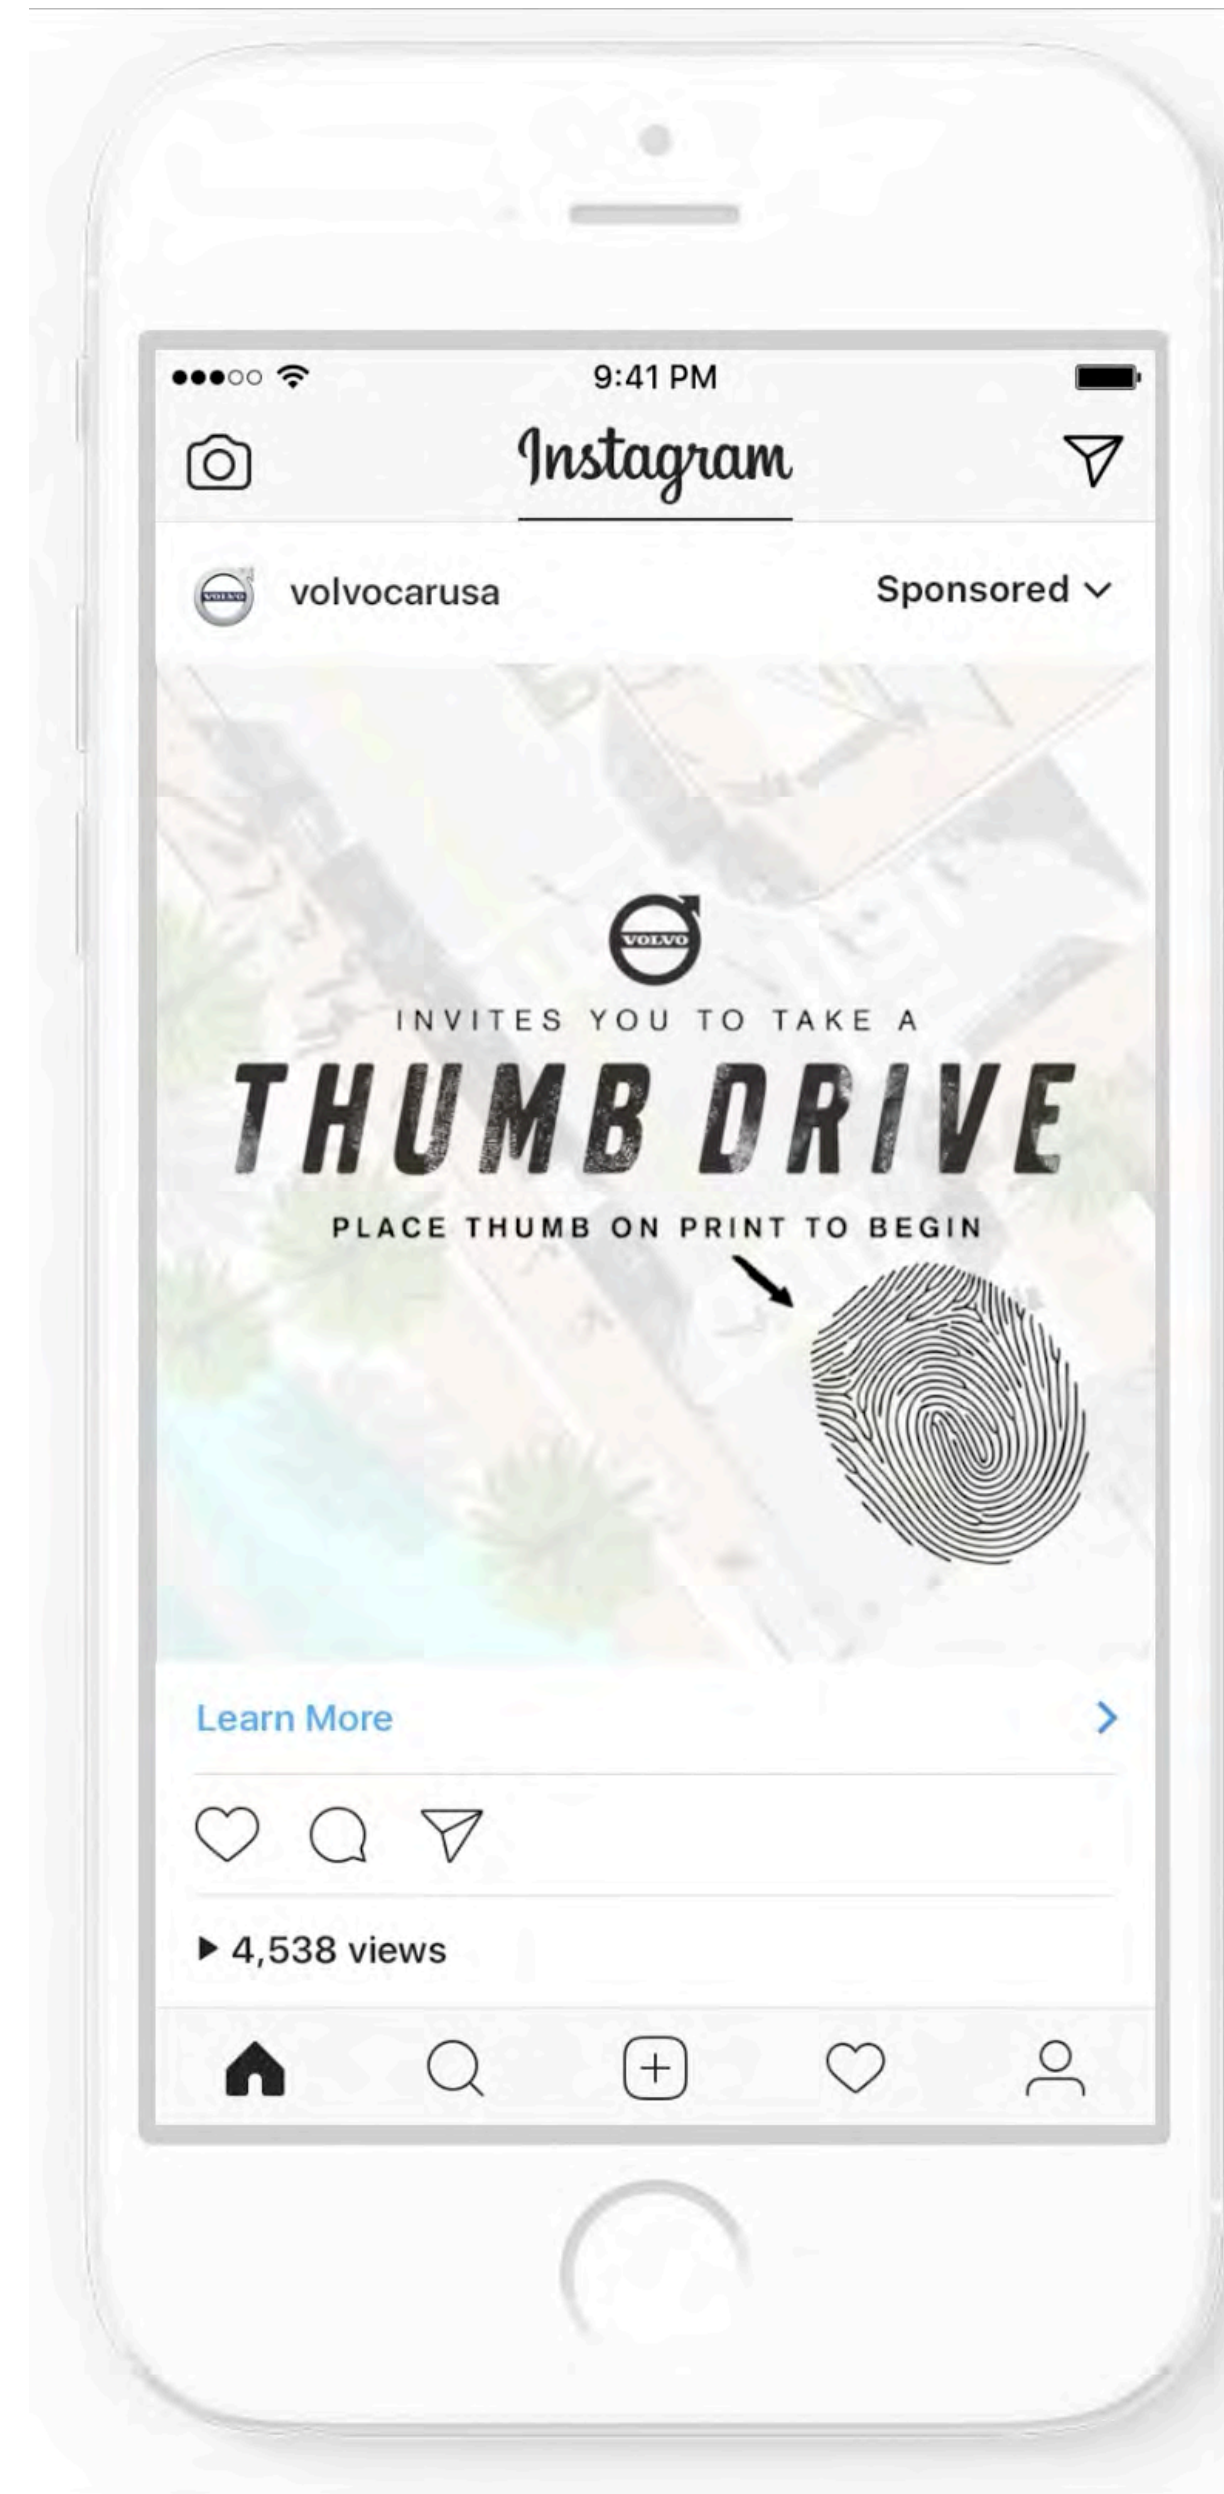 9:41 PM
Instagram
volvocarusa
Sponsored
VOLVO
INVITES YOU TO TAKE A
THUMB DRIVE
PLACE THUMB ON PRINT TO BEGIN
Learn More
4,538 views